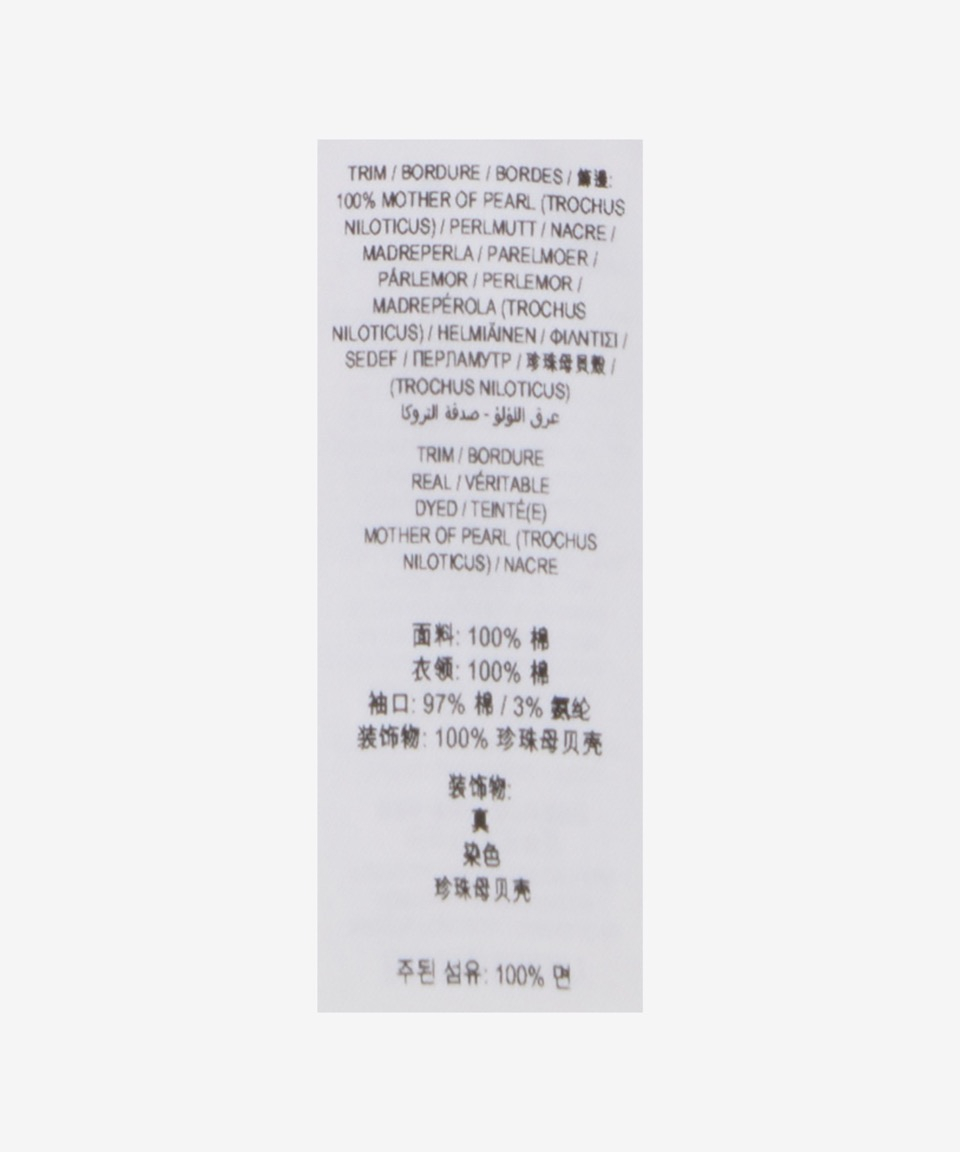 TRIM / BORDURE / BORDES / 飾邊:
100% MOTHER OF PEARL (TROCHUS
NILOTICUS) / PERLMUTT / NACRE /
MADREPERLA / PARELMOER /
PÄRLEMOR / PERLEMOR /
MADREPÉROLA (TROCHUS
NILOTICUS) / HELMIÄINEN / ΦΙΛΝΤΙΣΙ /
SEDEF / ПЕРЛАМУТР / 珍珠母貝殼 /
(TROCHUS NILOTICUS)
عرق اللؤلؤ - صدفة التروكا
TRIM / BORDURE
REAL / VÉRITABLE
DYED / TEINTÉ(E)
MOTHER OF PEARL (TROCHUS
NILOTICUS) / NACRE
面料: 100% 棉
衣领: 100% 棉
袖口: 97% 棉 / 3% 氨纶
装饰物: 100% 珍珠母贝壳
装饰物:
真
染色
珍珠母贝壳
주된 섬유: 100% 면